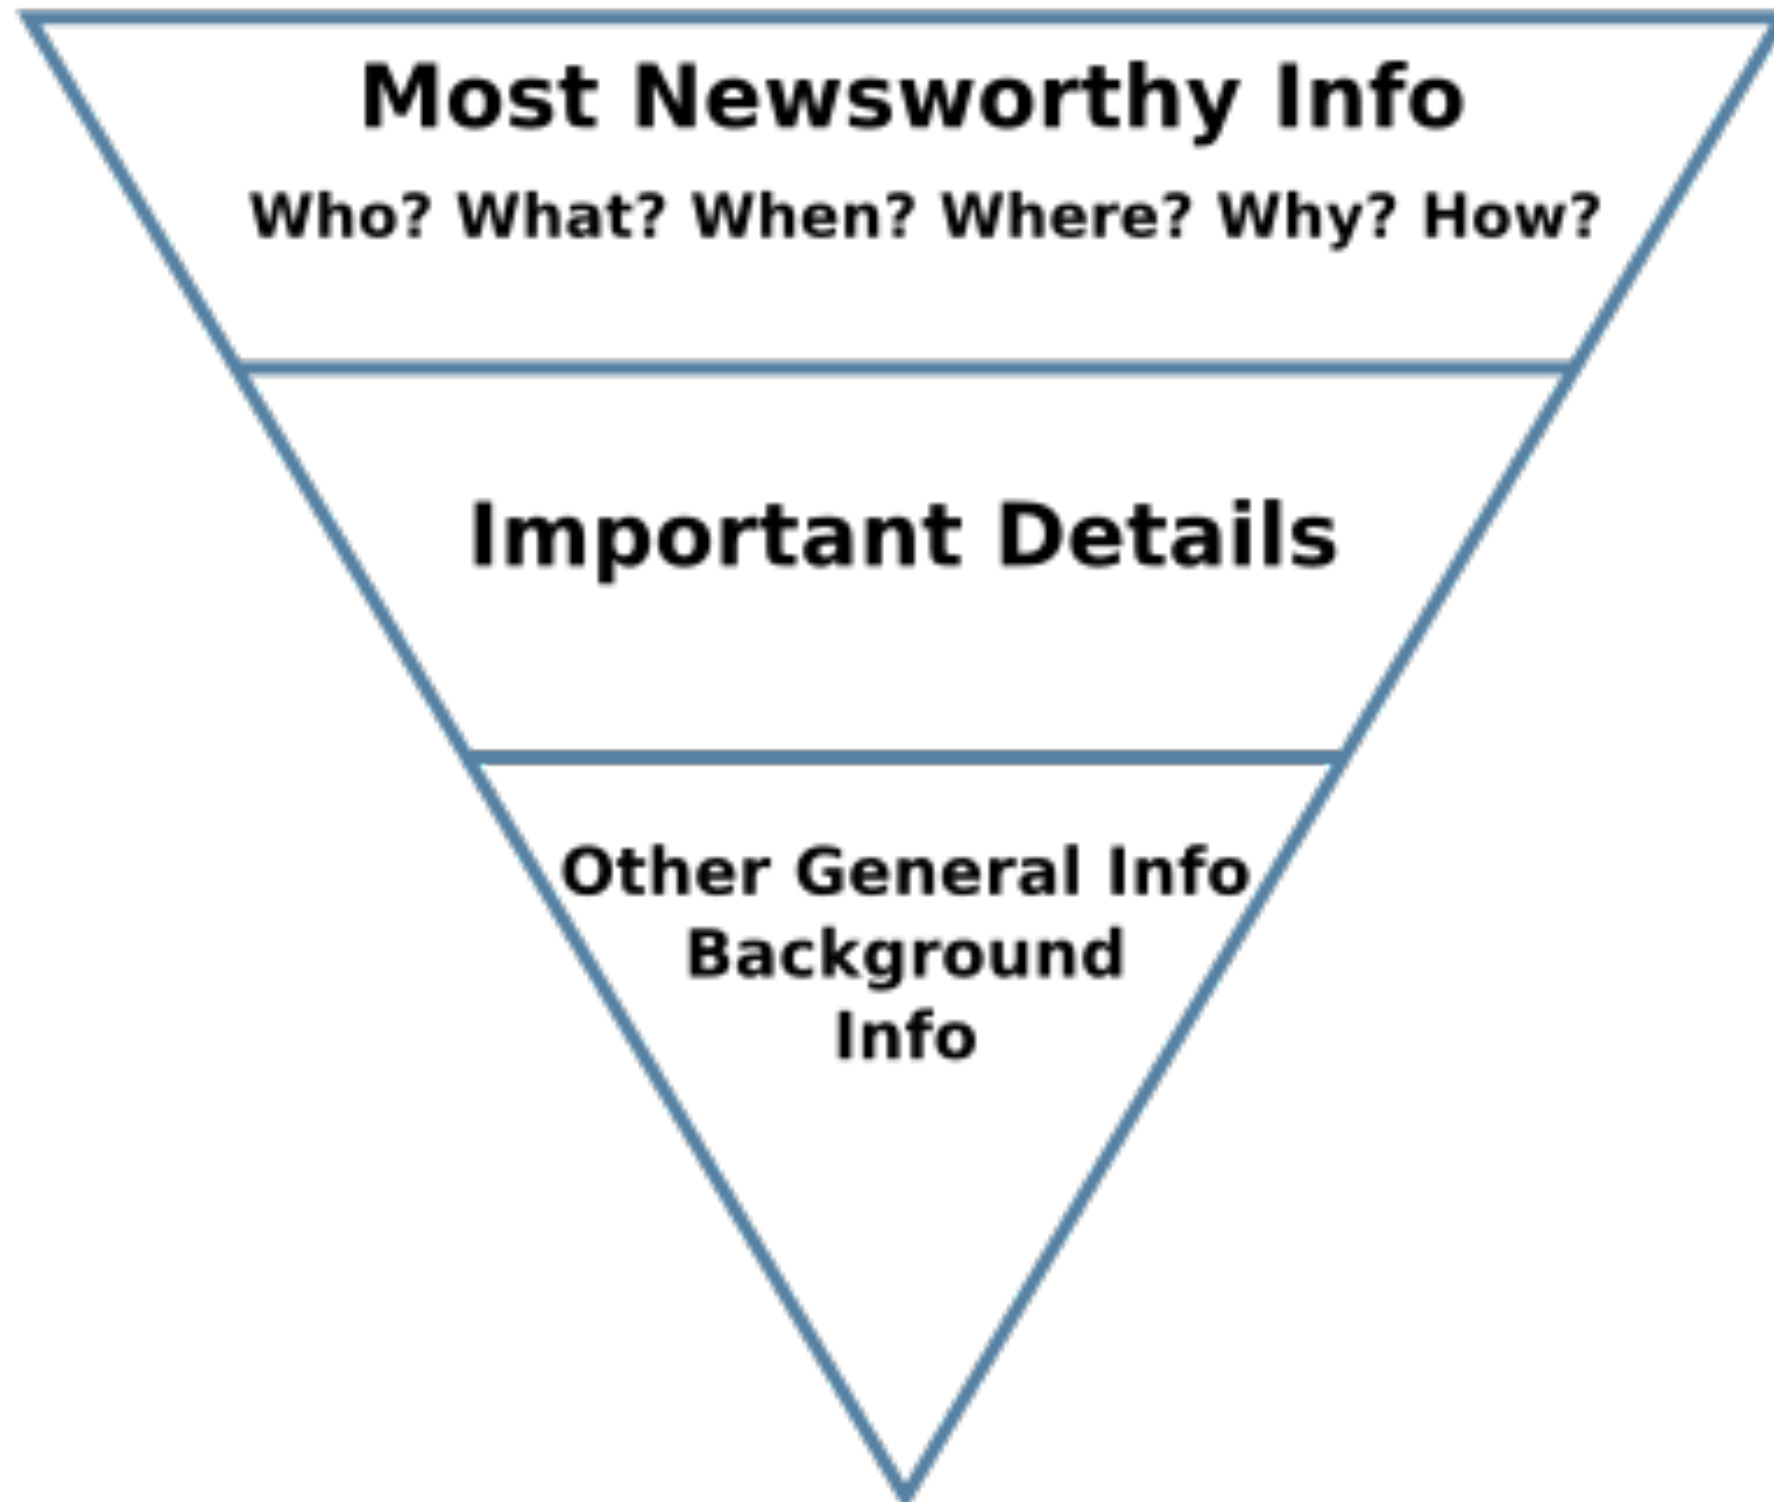 Most Newsworthy Info
Who? What? When? Where? Why? How?
Important Details
Other General Info
Background
Info